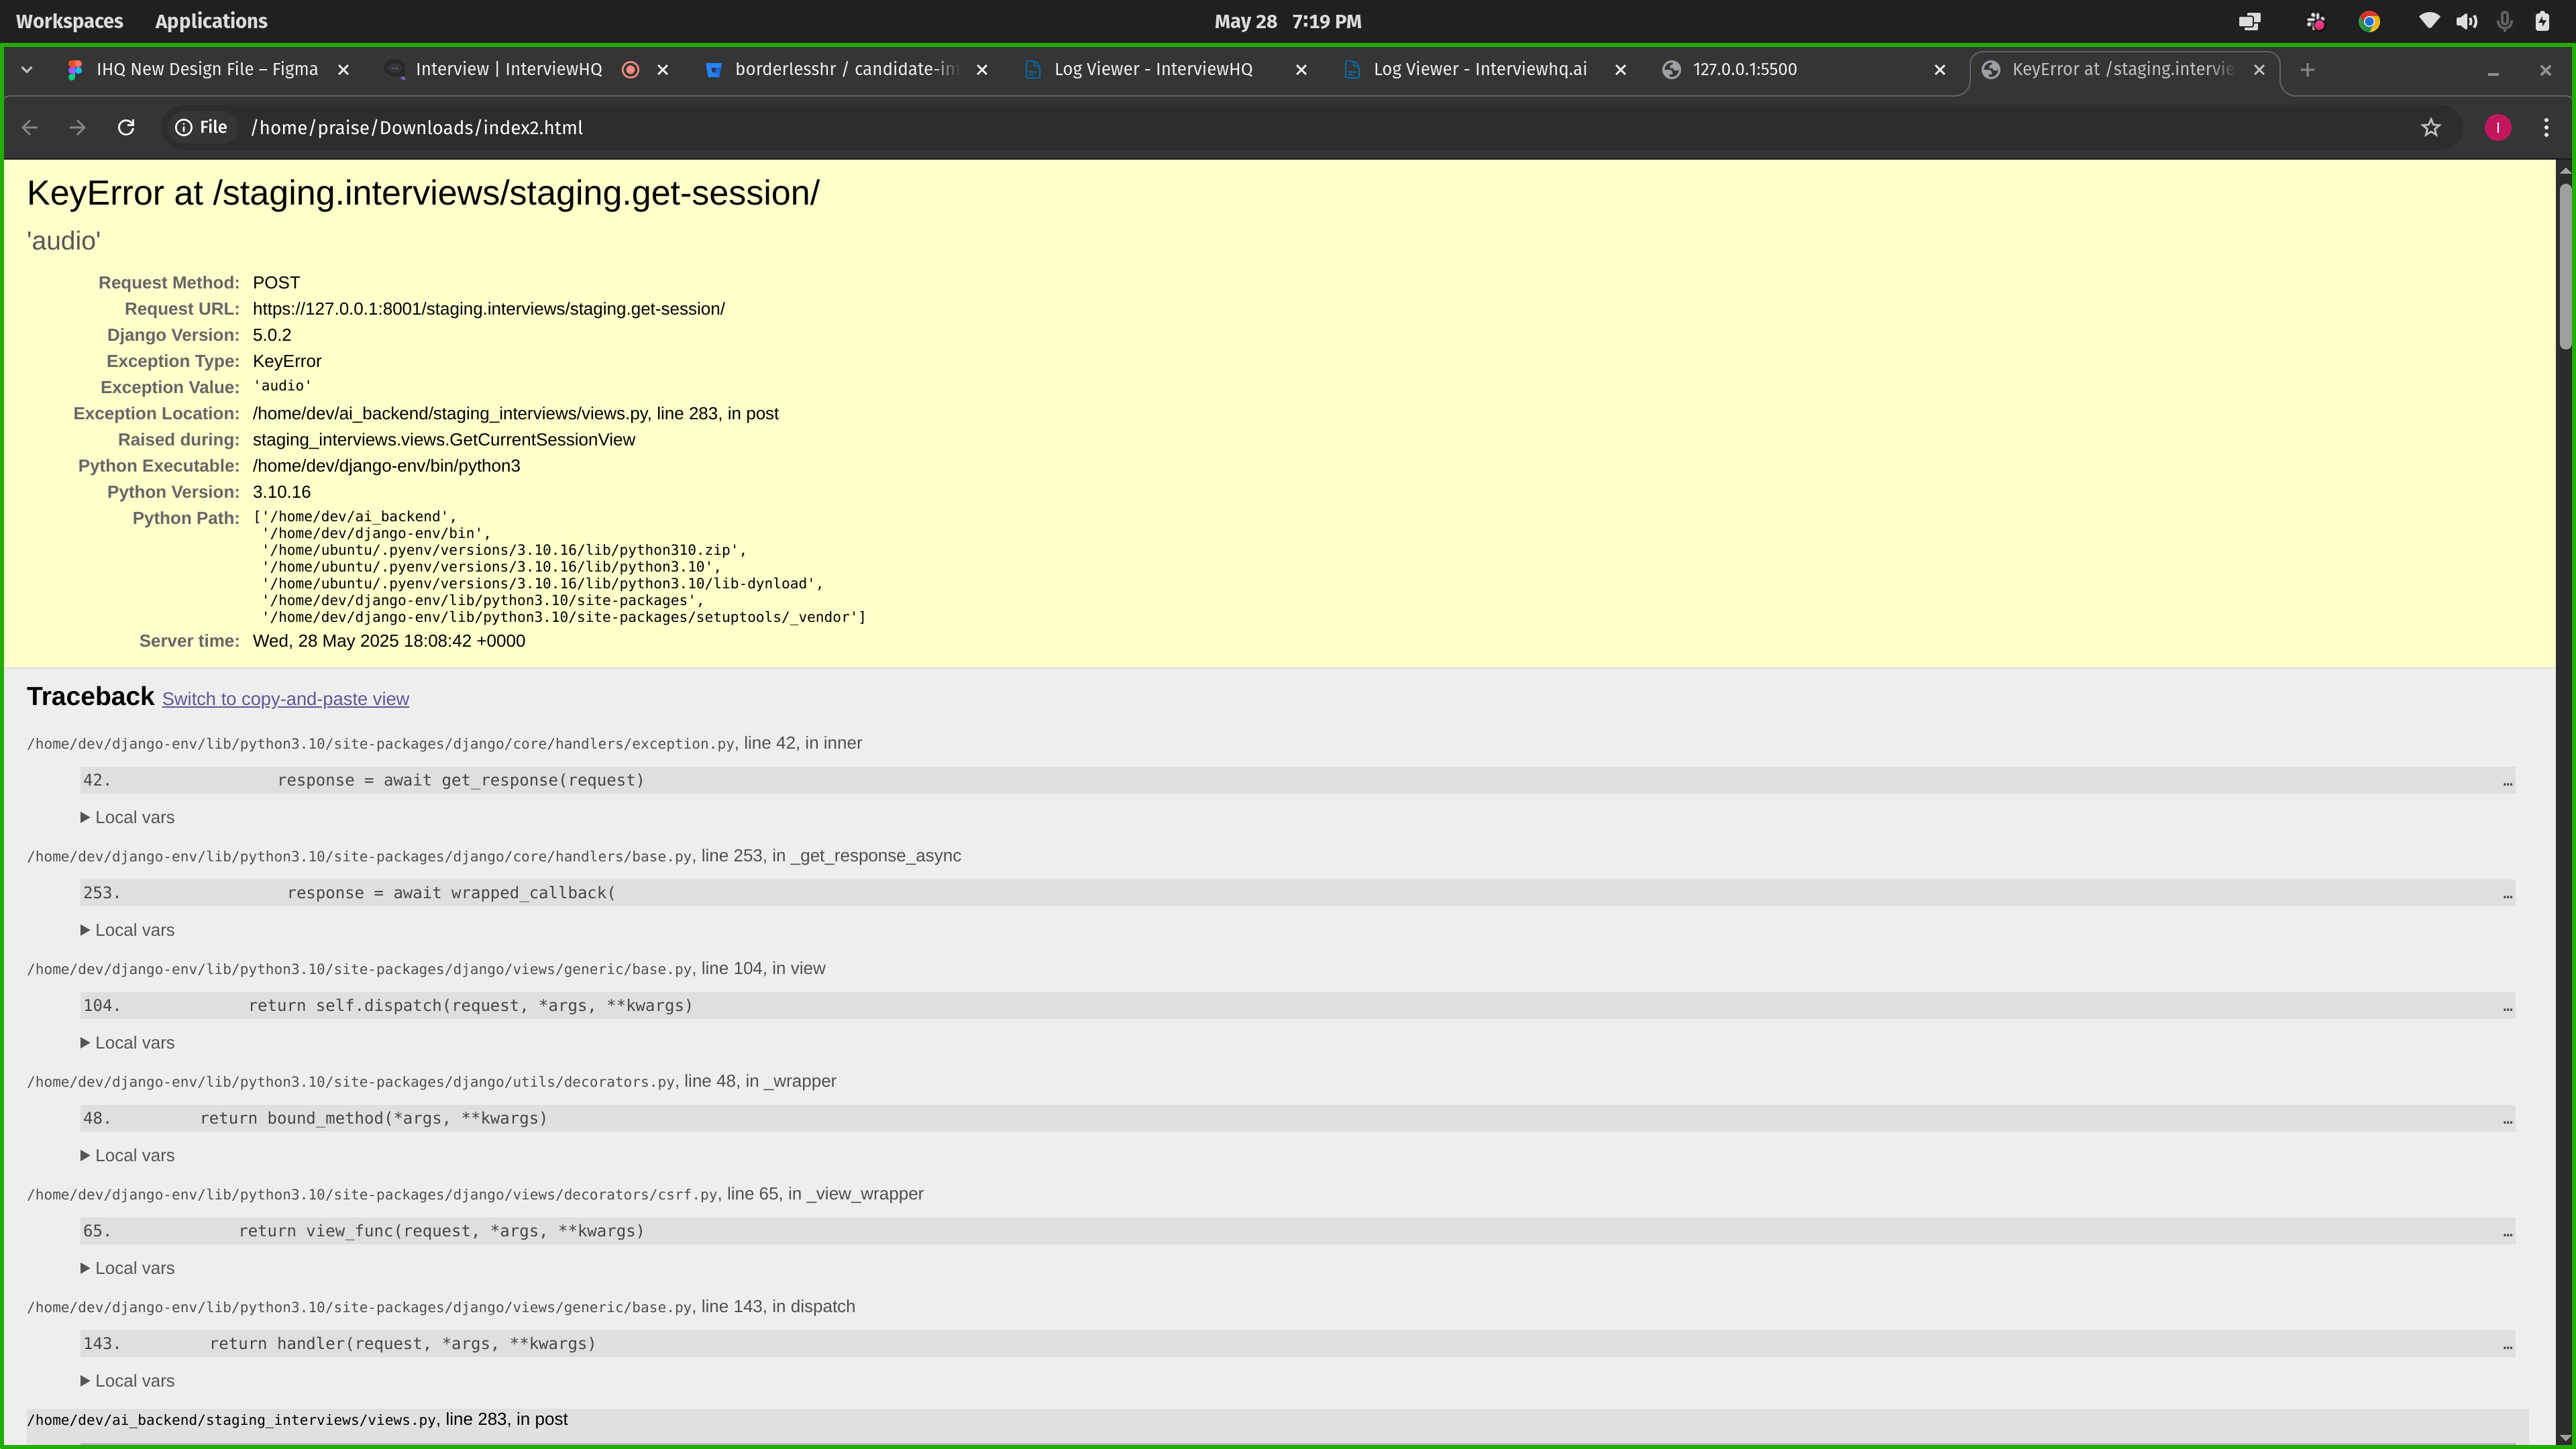 Workspaces Applications May 28 7:19 PM
IHQ New Design File – Figma Interview | InterviewHQ borderlesshr / candidate-int Log Viewer - InterviewHQ Log Viewer - Interviewhq.ai 127.0.0.1:5500 KeyError at /staging.intervie
File /home/praise/Downloads/index2.html I
KeyError at /staging.interviews/staging.get-session/
'audio'
Request Method: POST
Request URL: https://127.0.0.1:8001/staging.interviews/staging.get-session/
Django Version: 5.0.2
Exception Type: KeyError
Exception Value: 'audio'
Exception Location: /home/dev/ai_backend/staging_interviews/views.py, line 283, in post
Raised during: staging_interviews.views.GetCurrentSessionView
Python Executable: /home/dev/django-env/bin/python3
Python Version: 3.10.16
Python Path: ['/home/dev/ai_backend',
'/home/dev/django-env/bin',
'/home/ubuntu/.pyenv/versions/3.10.16/lib/python310.zip',
'/home/ubuntu/.pyenv/versions/3.10.16/lib/python3.10',
'/home/ubuntu/.pyenv/versions/3.10.16/lib/python3.10/lib-dynload',
'/home/dev/django-env/lib/python3.10/site-packages',
'/home/dev/django-env/lib/python3.10/site-packages/setuptools/_vendor']
Server time: Wed, 28 May 2025 18:08:42 +0000
Traceback Switch to copy-and-paste view
/home/dev/django-env/lib/python3.10/site-packages/django/core/handlers/exception.py, line 42, in inner
42. response = await get_response(request) …
Local vars
/home/dev/django-env/lib/python3.10/site-packages/django/core/handlers/base.py, line 253, in _get_response_async
253. response = await wrapped_callback( …
Local vars
/home/dev/django-env/lib/python3.10/site-packages/django/views/generic/base.py, line 104, in view
104. return self.dispatch(request, *args, **kwargs) …
Local vars
/home/dev/django-env/lib/python3.10/site-packages/django/utils/decorators.py, line 48, in _wrapper
48. return bound_method(*args, **kwargs) …
Local vars
/home/dev/django-env/lib/python3.10/site-packages/django/views/decorators/csrf.py, line 65, in _view_wrapper
65. return view_func(request, *args, **kwargs) …
Local vars
/home/dev/django-env/lib/python3.10/site-packages/django/views/generic/base.py, line 143, in dispatch
143. return handler(request, *args, **kwargs) …
Local vars
/home/dev/ai_backend/staging_interviews/views.py, line 283, in post